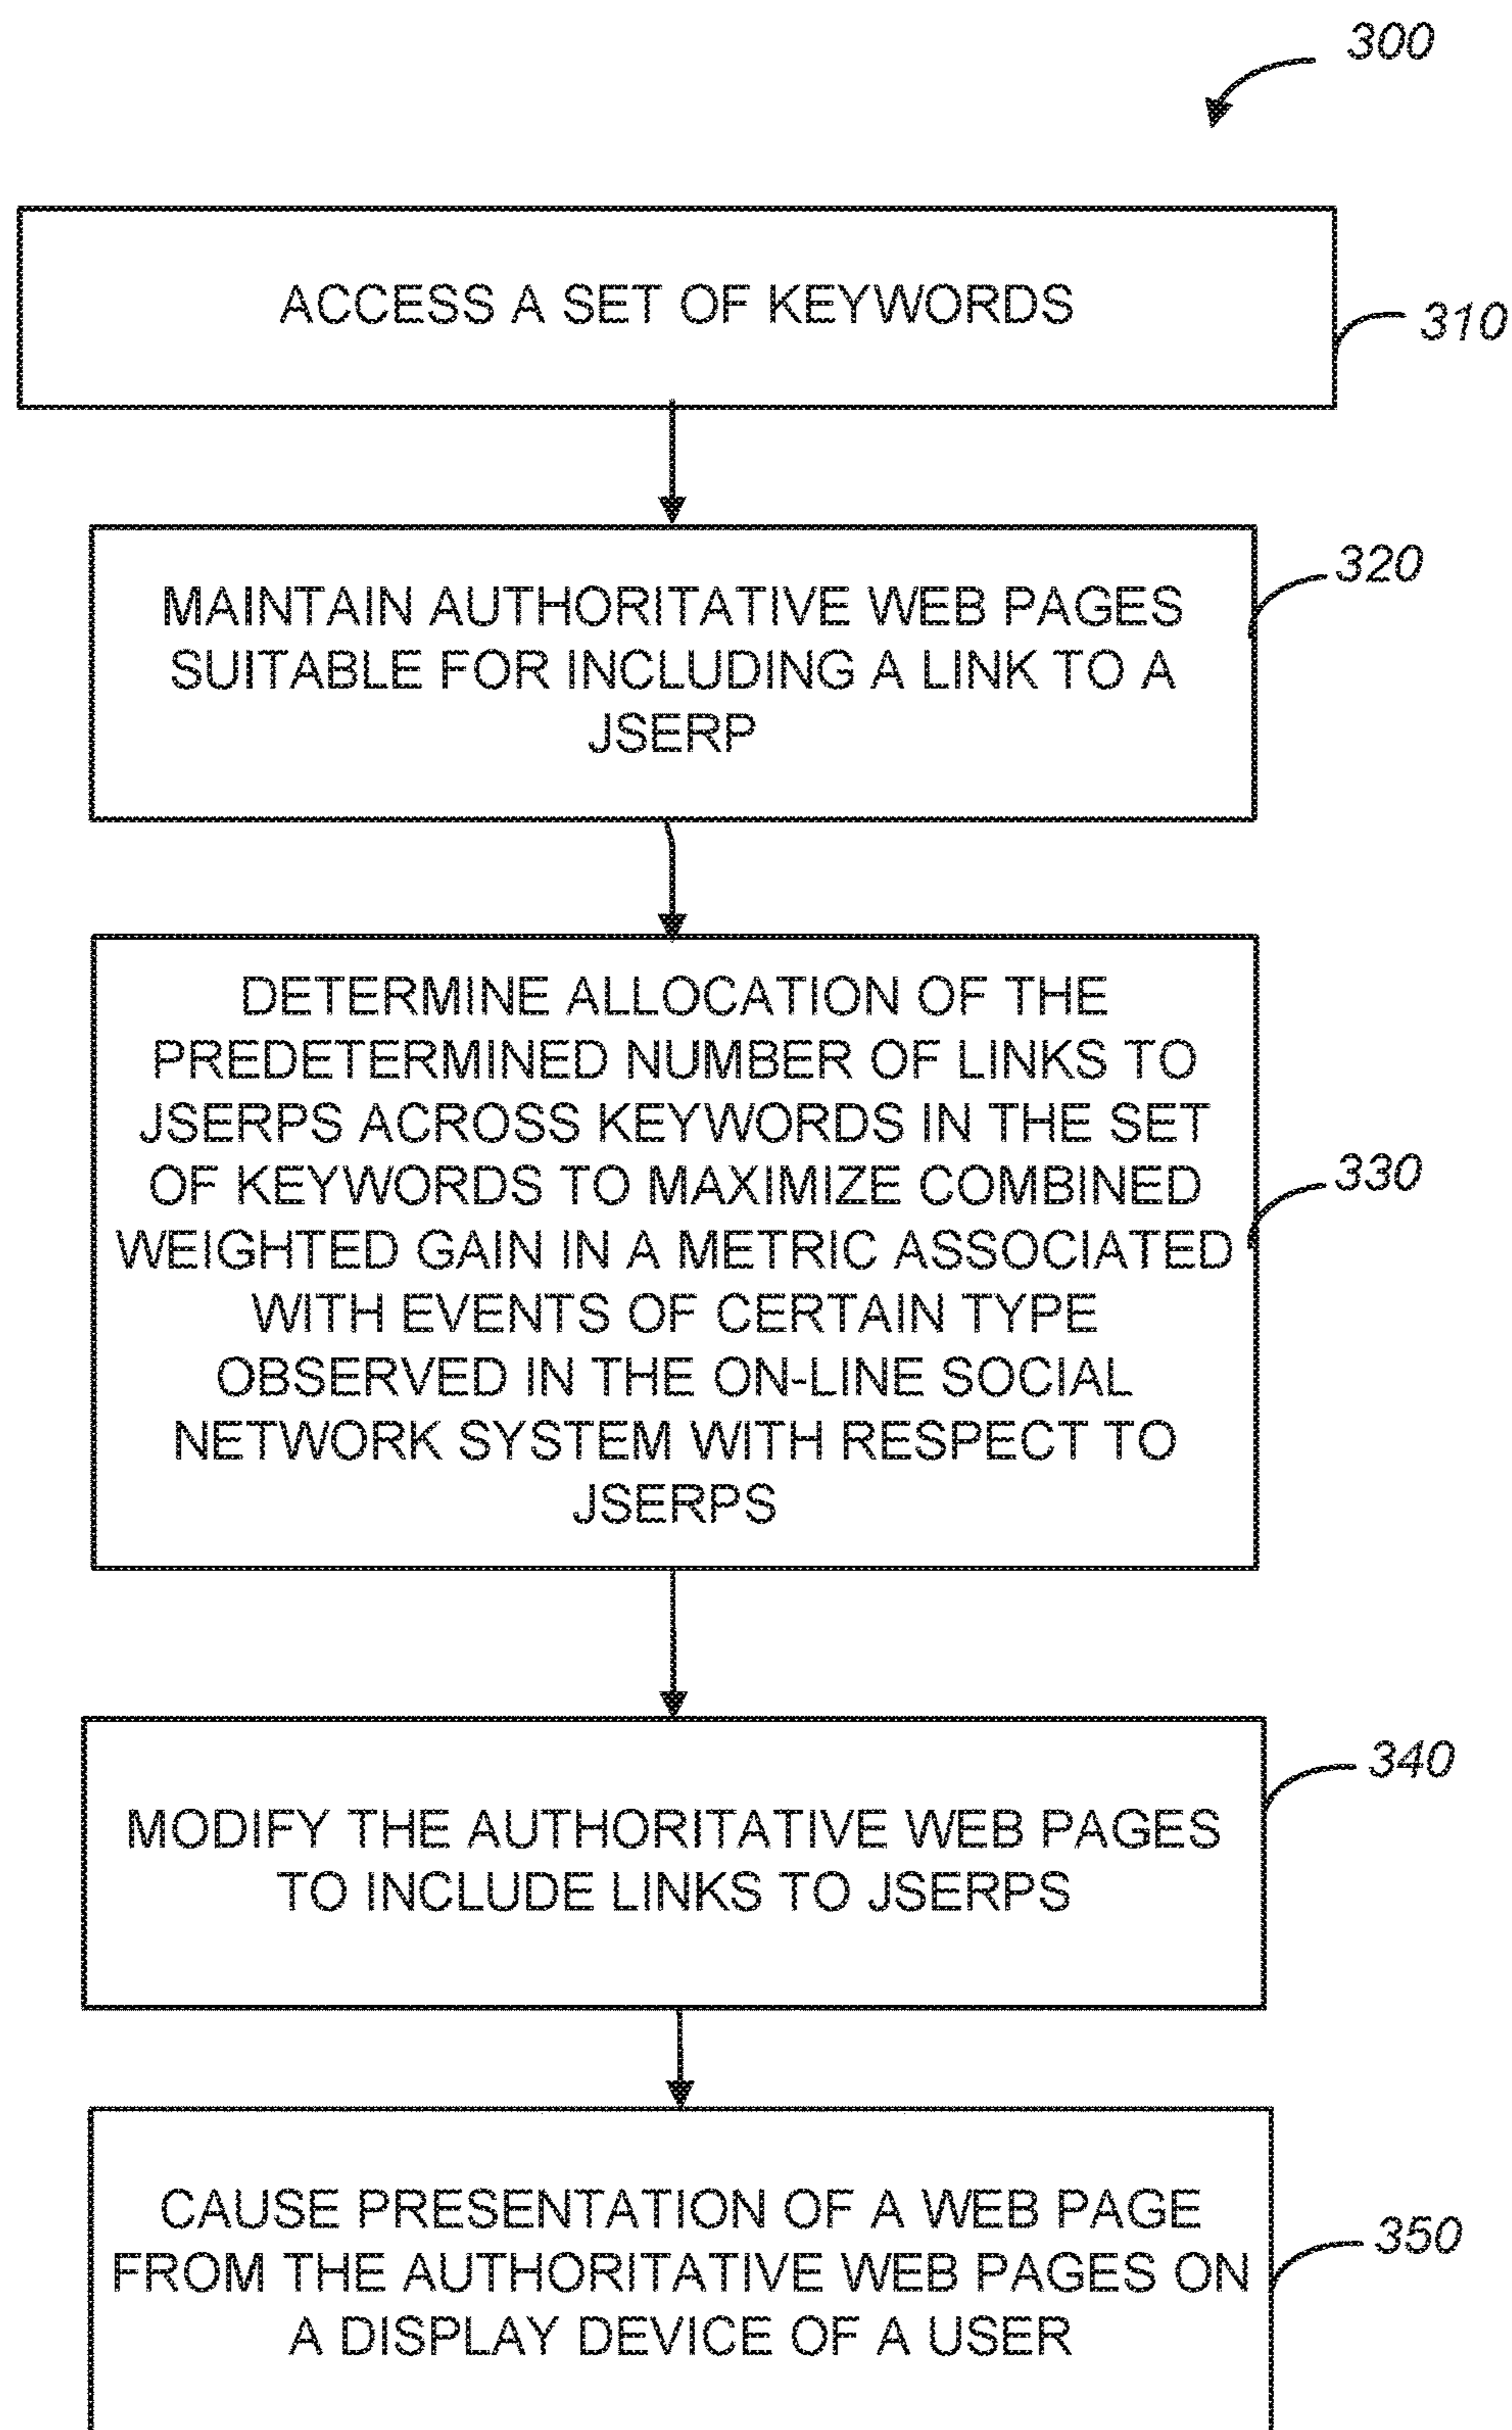 300
ACCESS A SET OF KEYWORDS
310
MAINTAIN AUTHORITATIVE WEB PAGES
SUITABLE FOR INCLUDING A LINK TO A
JSERP
320
DETERMINE ALLOCATION OF THE
PREDETERMINED NUMBER OF LINKS TO
JSERPS ACROSS KEYWORDS IN THE SET
OF KEYWORDS TO MAXIMIZE COMBINED
WEIGHTED GAIN IN A METRIC ASSOCIATED
WITH EVENTS OF CERTAIN TYPE
OBSERVED IN THE ON-LINE SOCIAL
NETWORK SYSTEM WITH RESPECT TO
JSERPS
330
MODIFY THE AUTHORITATIVE WEB PAGES
TO INCLUDE LINKS TO JSERPS
340
CAUSE PRESENTATION OF A WEB PAGE
FROM THE AUTHORITATIVE WEB PAGES ON
A DISPLAY DEVICE OF A USER
350